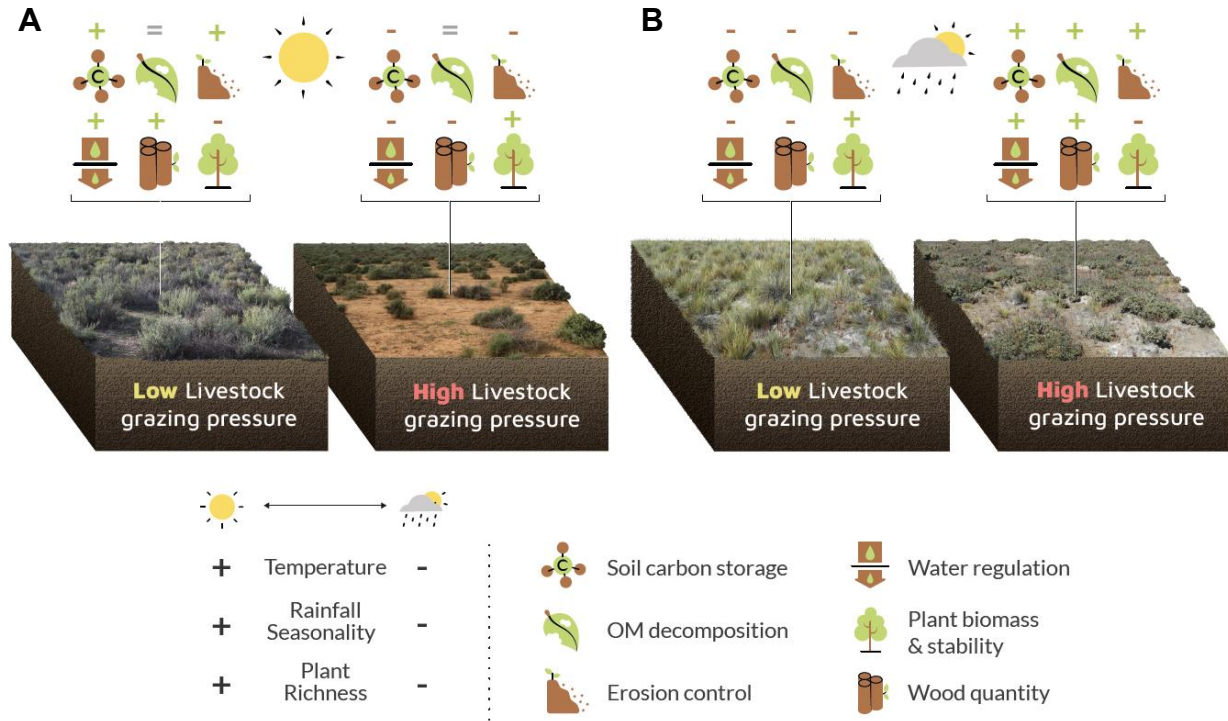 A
B
+ = +
- = -
- - -
+ + +
C
C
C
C
+ + -
- - +
- - +
+ + -
Low Livestock
grazing pressure
High Livestock
grazing pressure
Low Livestock
grazing pressure
High Livestock
grazing pressure
+ Temperature -
+ Rainfall
Seasonality -
+ Plant
Richness -
C
Soil carbon storage
OM decomposition
Erosion control
Water regulation
Plant biomass
& stability
Wood quantity